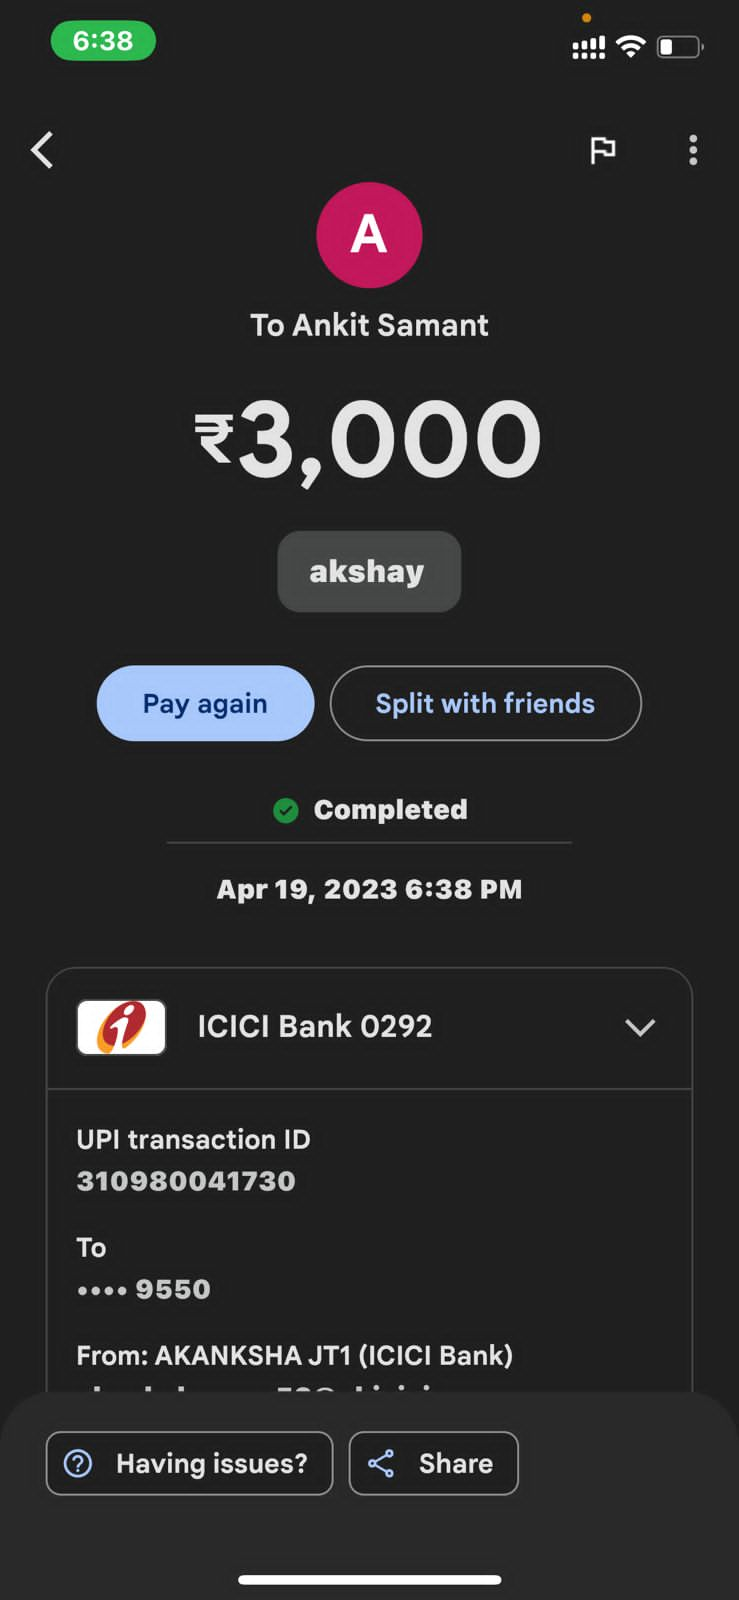 6:38
A
To Ankit Samant
₹3,000
akshay
Pay again
Split with friends
Completed
Apr 19, 2023 6:38 PM
ICICI Bank 0292
UPI transaction ID
310980041730
To
•••• 9550
From: AKANKSHA JT1 (ICICI Bank)
Having issues?
Share